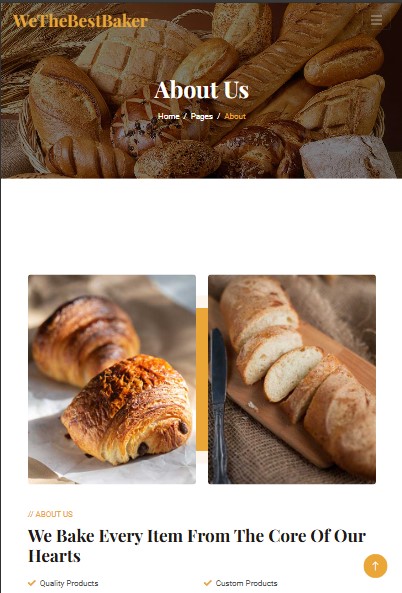 WeTheBestBaker
About Us
Home / Pages / About
// ABOUT US
We Bake Every Item From The Core Of Our
Hearts
Quality Products
Custom Products